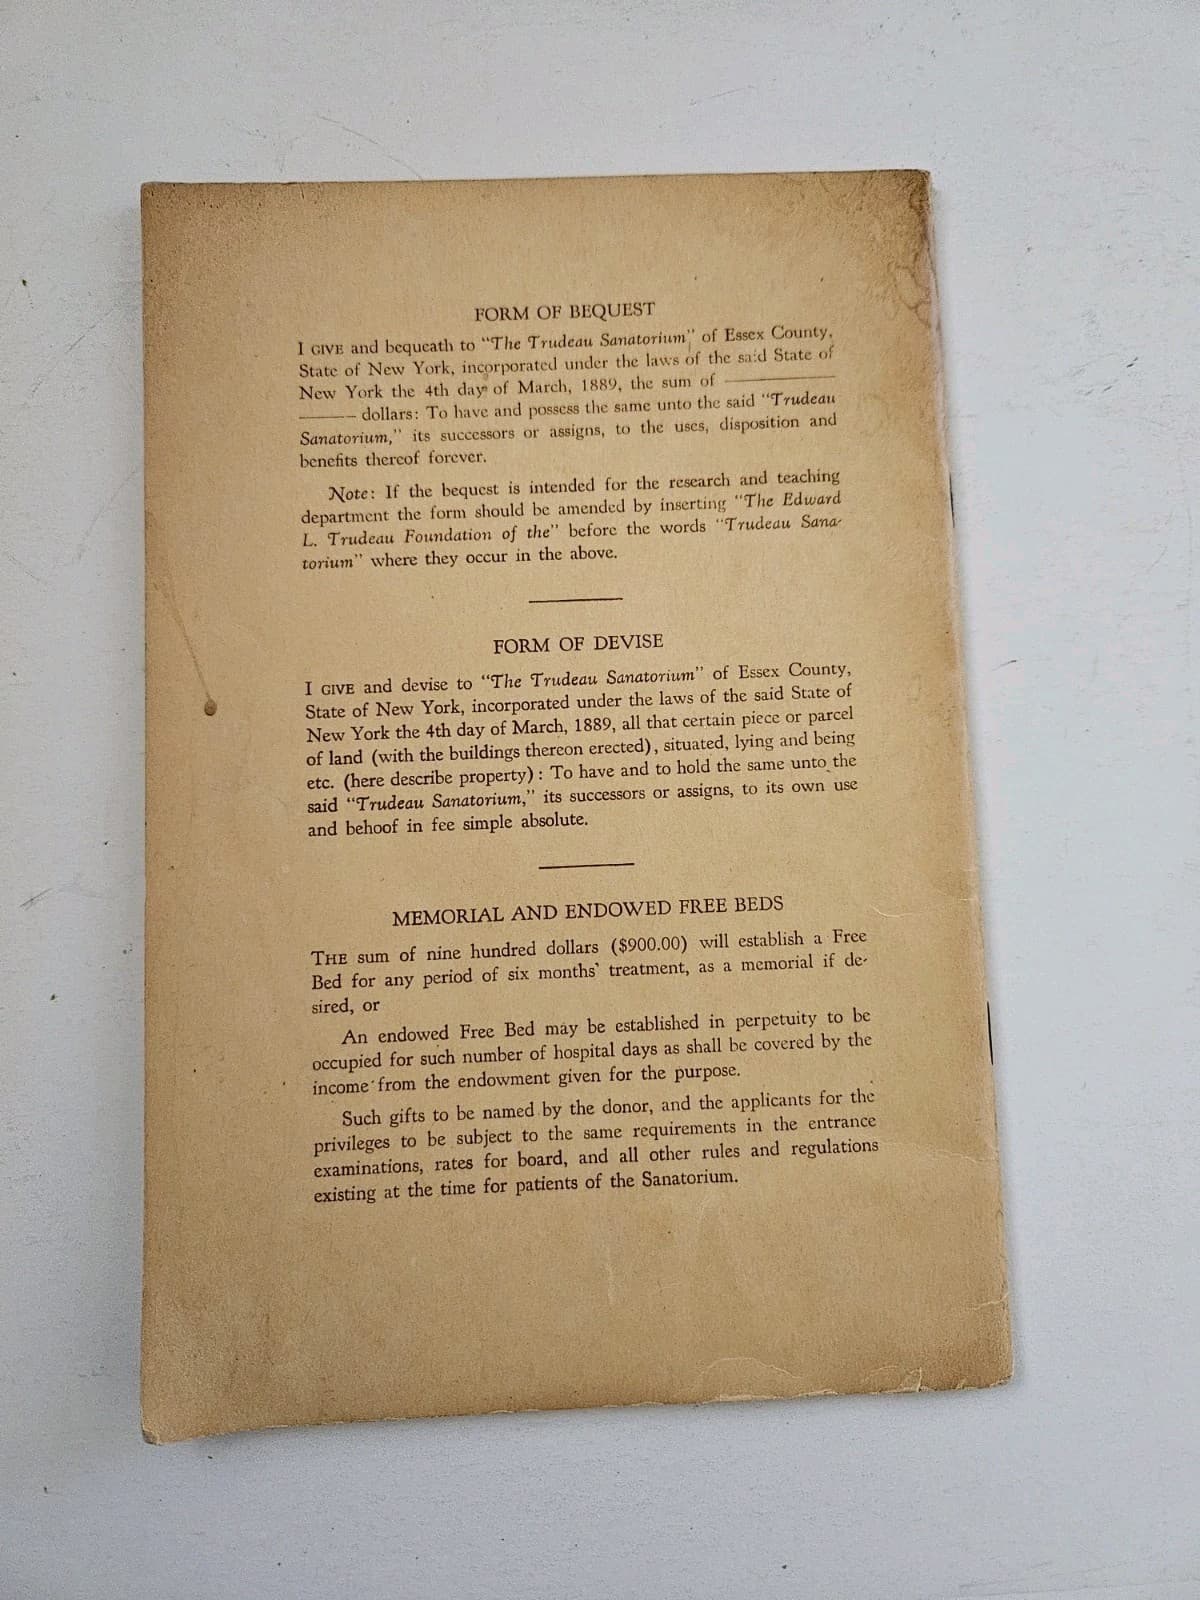 FORM OF BEQUEST
I GIVE and bequeath to "The Trudeau Sanatorium" of Essex County,
State of New York, incorporated under the laws of the said State of
New York the 4th day of March, 1889, the sum of ————
——— dollars: To have and possess the same unto the said "Trudeau
Sanatorium," its successors or assigns, to the uses, disposition and
benefits thereof forever.
Note: If the bequest is intended for the research and teaching
department the form should be amended by inserting "The Edward
L. Trudeau Foundation of the" before the words "Trudeau Sana-
torium" where they occur in the above.
FORM OF DEVISE
I GIVE and devise to "The Trudeau Sanatorium" of Essex County,
State of New York, incorporated under the laws of the said State of
New York the 4th day of March, 1889, all that certain piece or parcel
of land (with the buildings thereon erected), situated, lying and being
etc. (here describe property): To have and to hold the same unto the
said "Trudeau Sanatorium," its successors or assigns, to its own use
and behoof in fee simple absolute.
MEMORIAL AND ENDOWED FREE BEDS
THE sum of nine hundred dollars ($900.00) will establish a Free
Bed for any period of six months' treatment, as a memorial if de-
sired, or
An endowed Free Bed may be established in perpetuity to be
occupied for such number of hospital days as shall be covered by the
income from the endowment given for the purpose.
Such gifts to be named by the donor, and the applicants for the
privileges to be subject to the same requirements in the entrance
examinations, rates for board, and all other rules and regulations
existing at the time for patients of the Sanatorium.